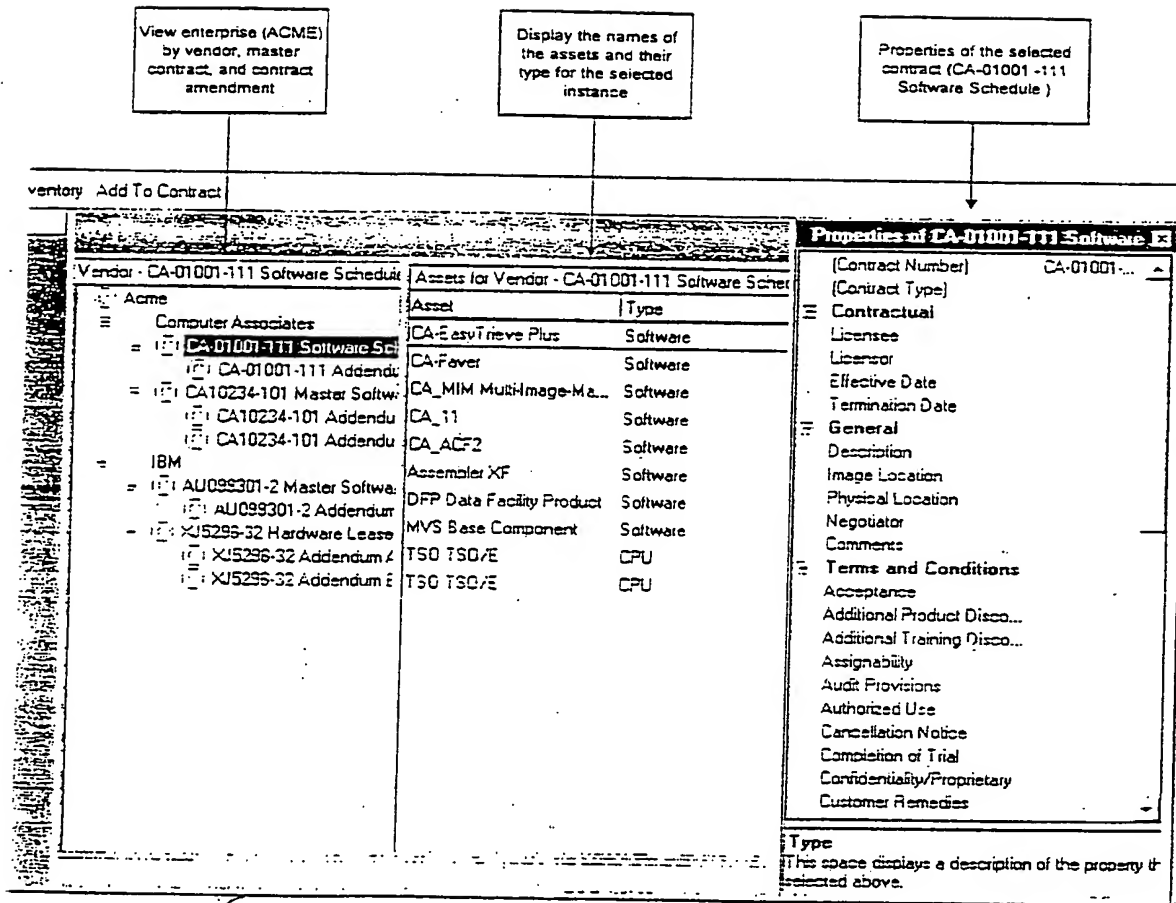 View enterprise (ACME)
by vendor, master
contract, and contract
amendment
Display the names of
the assets and their
type for the selected
instance
Properties of the selected
contract (CA-01001 -111
Software Schedule )
ventory Add To Contract
Vendor - CA-01001-111 Software Schedule
Acme
Computer Associates
CA-01001-111 Software Sch
CA-01001-111 Addendu
CA10234-101 Master Softwa
CA10234-101 Addendu
CA10234-101 Addendu
IBM
AU099301-2 Master Softwa
AU099301-2 Addendum
XJ5296-32 Hardware Lease
XJ5296-32 Addendum A
XJ5296-32 Addendum B
Assets for Vendor - CA-01001-111 Software Sche
Asset Type
CA-EasyTrieve Plus Software
CA-Faver Software
CA_MIM Multi-Image-Ma... Software
CA_11 Software
CA_ACF2 Software
Assembler XF Software
DFP Data Facility Product Software
MVS Base Component Software
TSO TSO/E CPU
TSO TSO/E CPU
Properties of CA-01001-111 Software
(Contract Number) CA-01001-...
(Contract Type)
Contractual
Licensee
Licensor
Effective Date
Termination Date
General
Description
Image Location
Physical Location
Negotiator
Comments
Terms and Conditions
Acceptance
Additional Product Disco...
Additional Training Disco...
Assignability
Audit Provisions
Authorized Use
Cancellation Notice
Completion of Trial
Confidentiality/Proprietary
Customer Remedies
Type
This space displays a description of the property th
selected above.